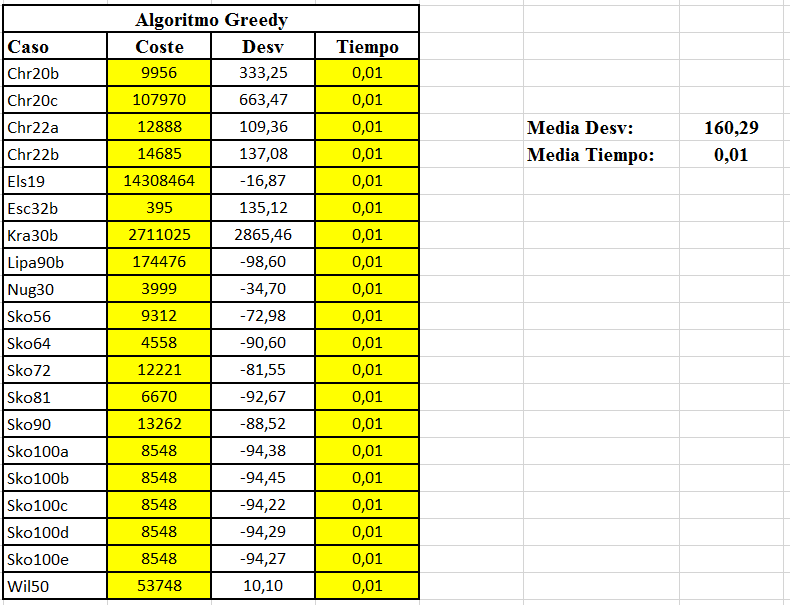 Algoritmo Greedy
Caso Coste Desv Tiempo
Chr20b 9956 333,25 0,01
Chr20c 107970 663,47 0,01
Chr22a 12888 109,36 0,01 Media Desv: 160,29
Chr22b 14685 137,08 0,01 Media Tiempo: 0,01
Els19 14308464 -16,87 0,01
Esc32b 395 135,12 0,01
Kra30b 2711025 2865,46 0,01
Lipa90b 174476 -98,60 0,01
Nug30 3999 -34,70 0,01
Sko56 9312 -72,98 0,01
Sko64 4558 -90,60 0,01
Sko72 12221 -81,55 0,01
Sko81 6670 -92,67 0,01
Sko90 13262 -88,52 0,01
Sko100a 8548 -94,38 0,01
Sko100b 8548 -94,45 0,01
Sko100c 8548 -94,22 0,01
Sko100d 8548 -94,29 0,01
Sko100e 8548 -94,27 0,01
Wil50 53748 10,10 0,01